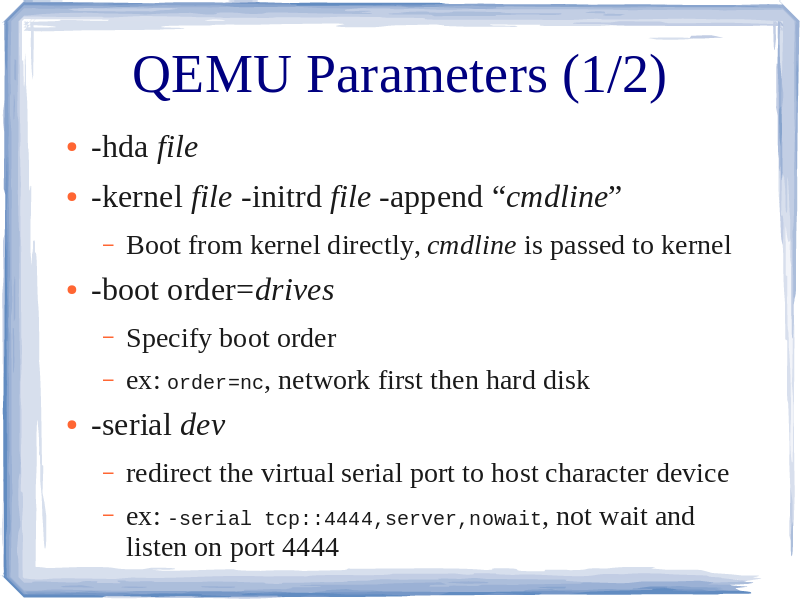 QEMU Parameters (1/2)
• -hda file
• -kernel file -initrd file -append “cmdline”
– Boot from kernel directly, cmdline is passed to kernel
• -boot order=drives
– Specify boot order
– ex: order=nc, network first then hard disk
• -serial dev
– redirect the virtual serial port to host character device
– ex: -serial tcp::4444,server,nowait, not wait and
listen on port 4444